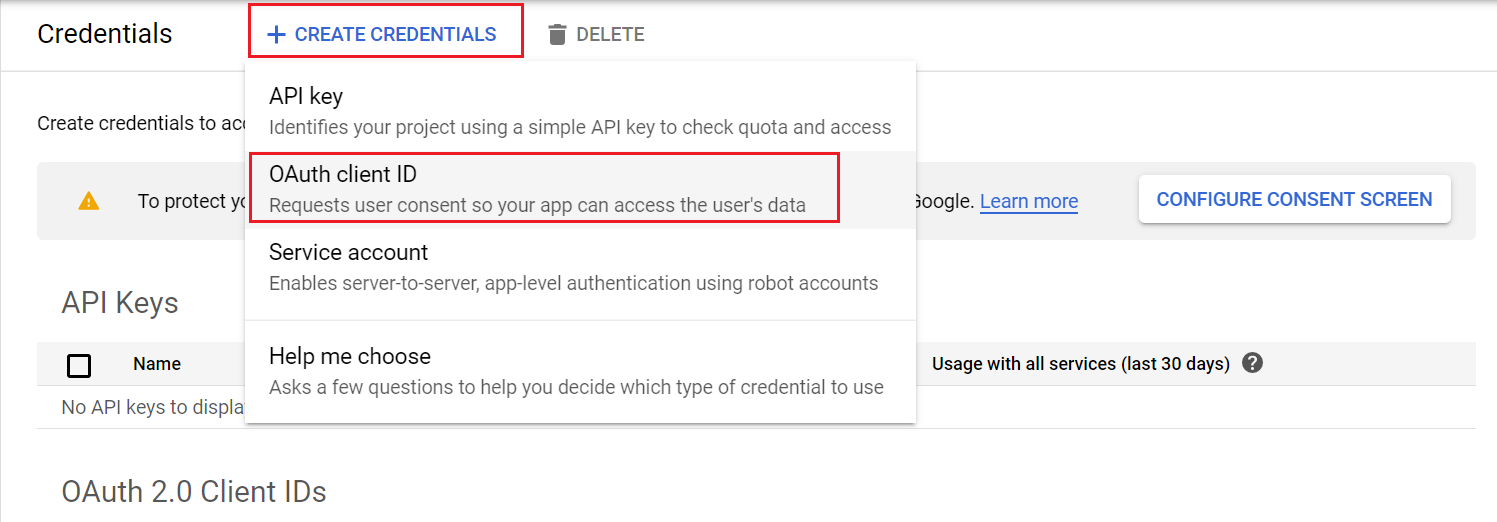 Credentials
CREATE CREDENTIALS
DELETE
API key
Identifies your project using a simple API key to check quota and access
Create credentials to
OAuth client ID
Requests user consent so your app can access the user's data
To protect
Google. Learn more
CONFIGURE CONSENT SCREEN
Service account
Enables server-to-server, app-level authentication using robot accounts
API Keys
Help me choose
Asks a few questions to help you decide which type of credential to use
Name
Usage with all services (last 30 days) ?
No API keys to
OAuth 2.0 Client IDs